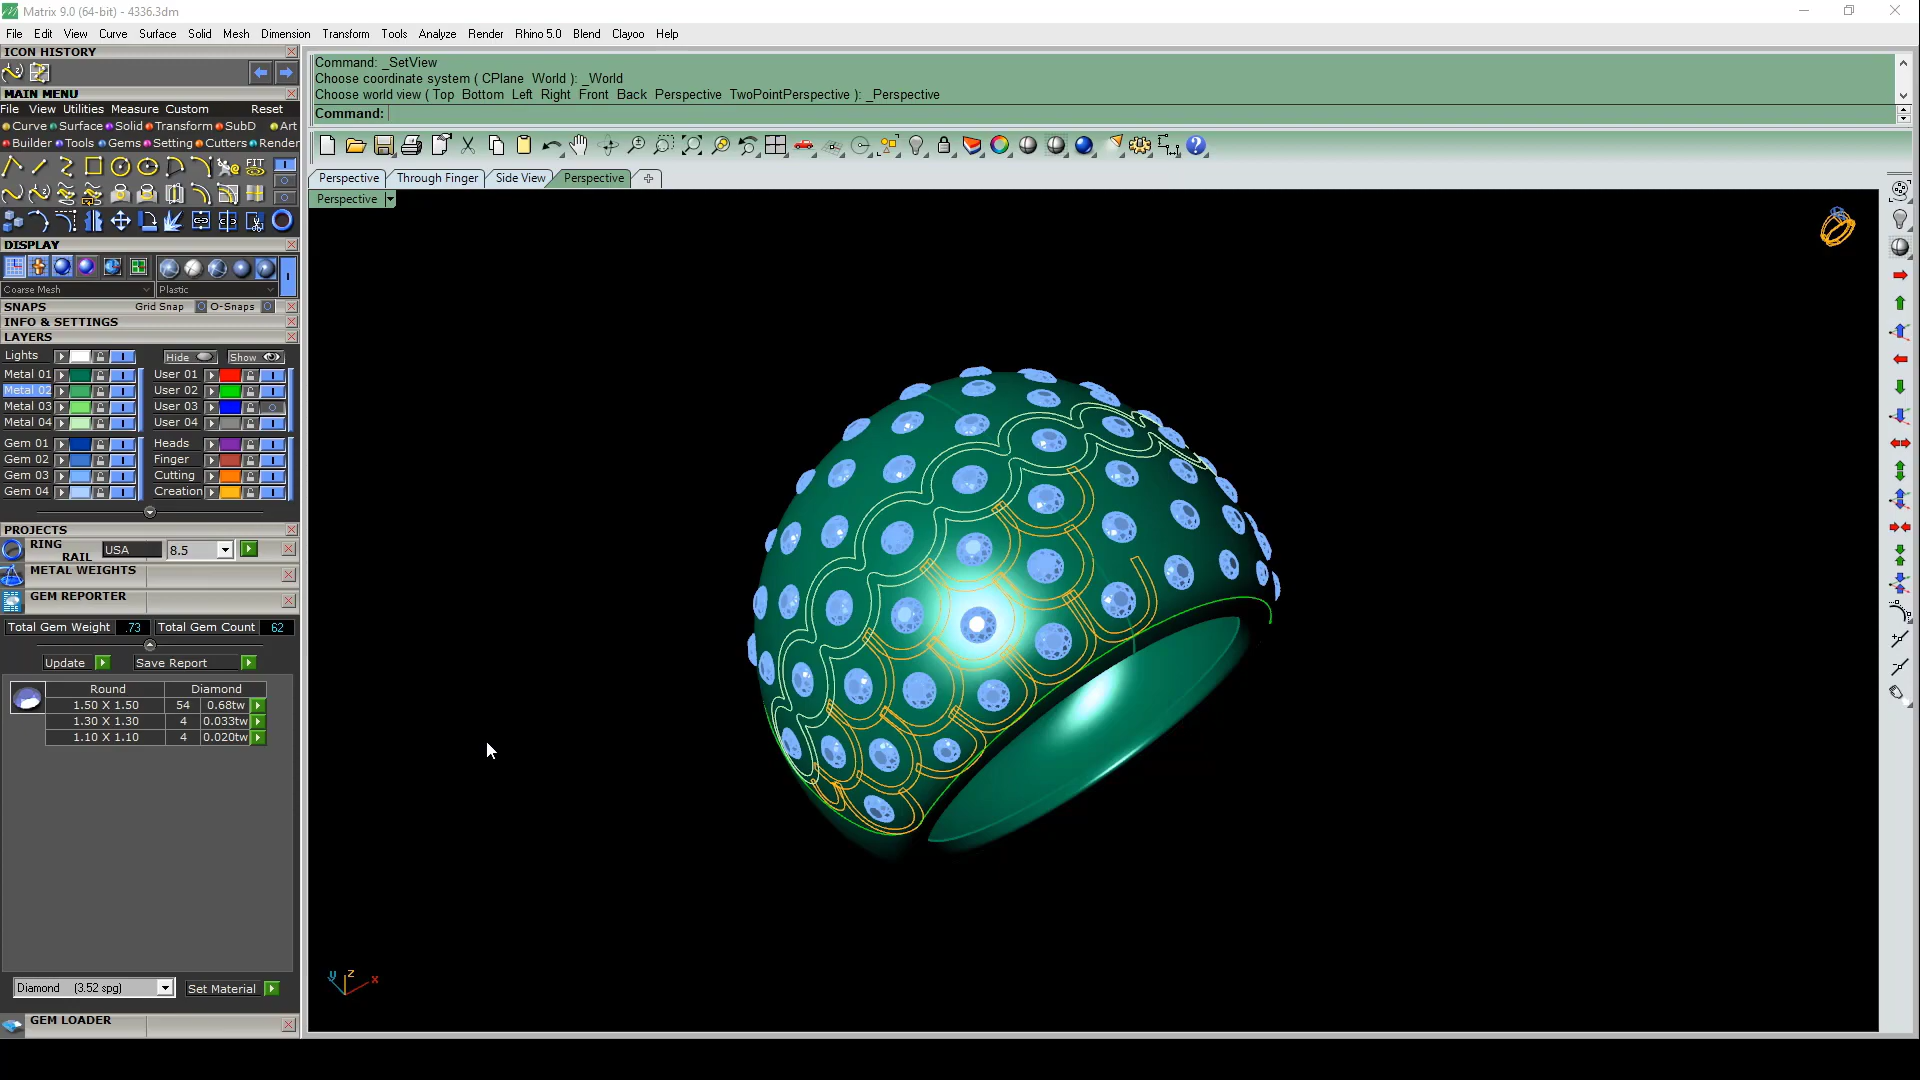 Matrix 9.0 (64-bit) - 4336.3dm
File Edit View Curve Surface Solid Mesh Dimension Transform Tools Analyze Render Rhino 5.0 Blend Clayoo Help
ICON HISTORY
MAIN MENU
File View Utilities Measure Custom Reset
Curve Surface Solid Transform SubD Art
Builder Tools Gems Setting Cutters Render
FIT
DISPLAY
Coarse Mesh Plastic
SNAPS Grid Snap O-Snaps
INFO & SETTINGS
LAYERS
Lights Hide Show
Metal 01 User 01
Metal 02 User 02
Metal 03 User 03
Metal 04 User 04
Gem 01 Heads
Gem 02 Finger
Gem 03 Cutting
Gem 04 Creation
PROJECTS
RING RAIL USA 8.5
METAL WEIGHTS
GEM REPORTER
Total Gem Weight .73 Total Gem Count 62
Update Save Report
Round Diamond
1.50 X 1.50 54 0.68tw
1.30 X 1.30 4 0.033tw
1.10 X 1.10 4 0.020tw
Diamond (3.52 spg) Set Material
GEM LOADER
Command: _SetView
Choose coordinate system ( CPlane World ): _World
Choose world view ( Top Bottom Left Right Front Back Perspective TwoPointPerspective ): _Perspective
Command:
Perspective Through Finger Side View Perspective
Perspective
y z x